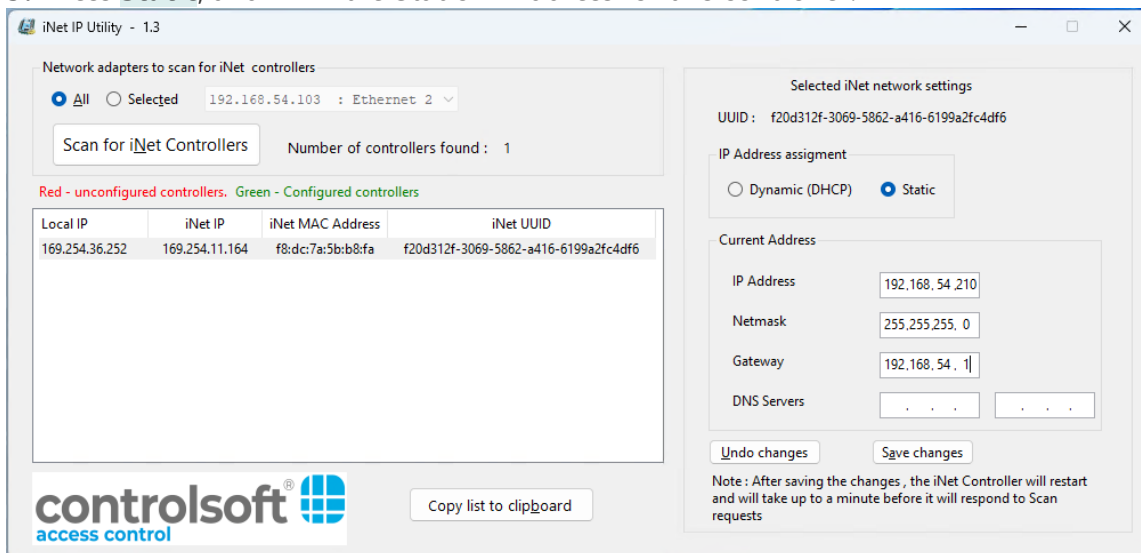 iNet IP Utility - 1.3
Network adapters to scan for iNet controllers
All Selected 192.168.54.103 : Ethernet 2
Scan for iNet Controllers Number of controllers found : 1
Red - unconfigured controllers. Green - Configured controllers
Local IP iNet IP iNet MAC Address iNet UUID
169.254.36.252 169.254.11.164 f8:dc:7a:5b:b8:fa f20d312f-3069-5862-a416-6199a2fc4df6
controlsoft®
access control
Copy list to clipboard
Selected iNet network settings
UUID : f20d312f-3069-5862-a416-6199a2fc4df6
IP Address assigment
Dynamic (DHCP) Static
Current Address
IP Address 192.168.54.210
Netmask 255.255.255.0
Gateway 192.168.54.1
DNS Servers . . . . . .
Undo changes Save changes
Note : After saving the changes , the iNet Controller will restart
and will take up to a minute before it will respond to Scan
requests